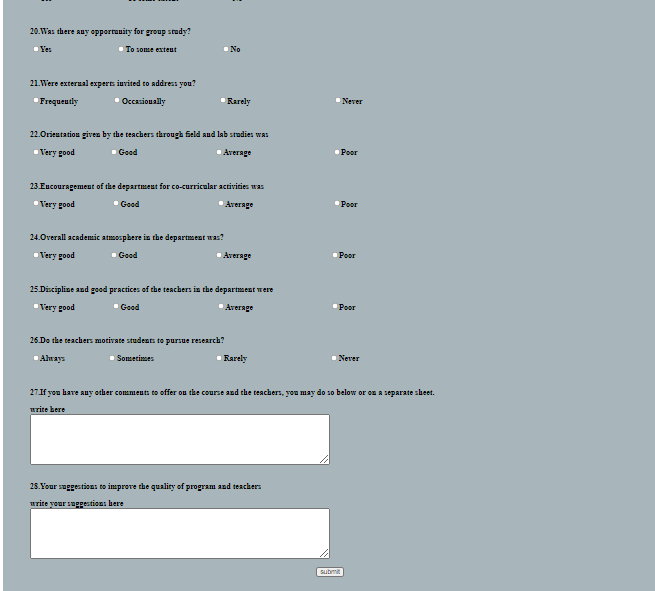 20.Was there any opportunity for group study?
Yes To some extent No
21.Were external experts invited to address you?
Frequently Occasionally Rarely Never
22.Orientation given by the teachers through field and lab studies was
Very good Good Average Poor
23.Encouragement of the department for co-curricular activities was
Very good Good Average Poor
24.Overall academic atmosphere in the department was?
Very good Good Average Poor
25.Discipline and good practices of the teachers in the department were
Very good Good Average Poor
26.Do the teachers motivate students to pursue research?
Always Sometimes Rarely Never
27.If you have any other comments to offer on the course and the teachers, you may do so below or on a separate sheet.
write here
28.Your suggestions to improve the quality of program and teachers
write your suggestions here
submit